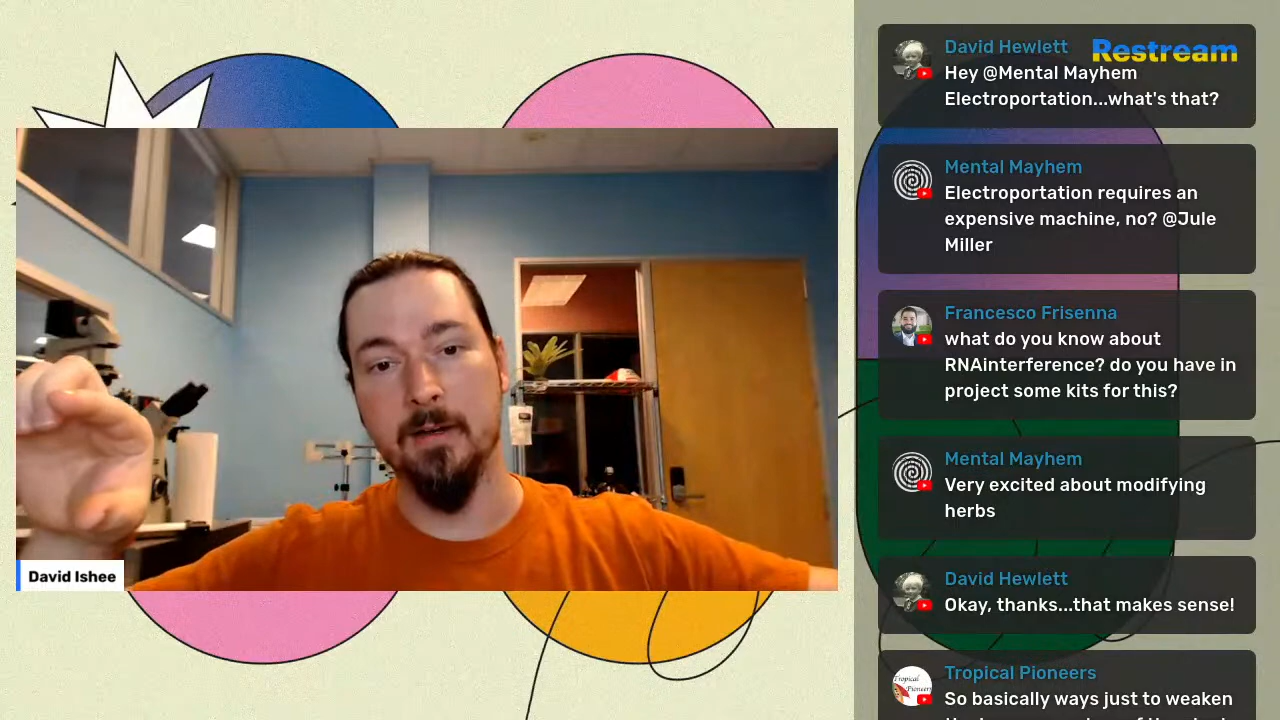 David Hewlett
Restream
Hey @Mental Mayhem
Electroportation...what's that?
Mental Mayhem
Electroportation requires an
expensive machine, no? @Jule
Miller
Francesco Frisenna
what do you know about
RNAinterference? do you have in
project some kits for this?
Mental Mayhem
Very excited about modifying
herbs
David Hewlett
Okay, thanks...that makes sense!
Tropical Pioneers
Tropical
Pioneers
So basically ways just to weaken
David Ishee